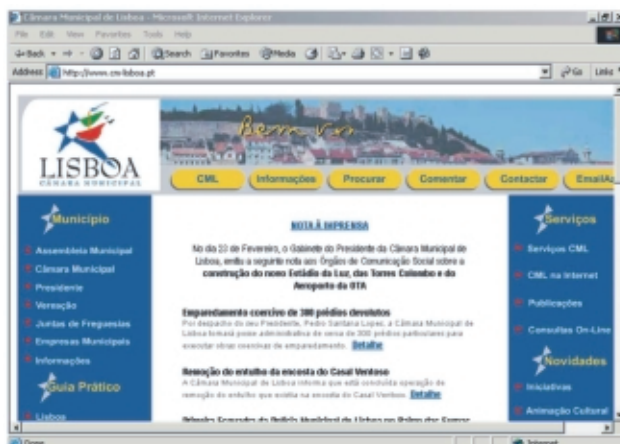 Câmara Municipal de Lisboa - Microsoft Internet Explorer
File Edit View Favorites Tools Help
Back Search Favorites Media
Address http://www.cm-lisboa.pt Go Links
Bem vin
LISBOA
CÂMARA MUNICIPAL
CML Informações Procurar Comentar Contactar EmailAu
Município
Assembleia Municipal
Câmara Municipal
Presidente
Vereação
Juntas de Freguesias
Empresas Municipais
Informações
Guia Prático
Lisboa
NOTA À IMPRENSA
No dia 23 de Fevereiro, o Gabinete do Presidente da Câmara Municipal de
Lisboa, emitiu a seguinte nota aos Órgãos de Comunicação Social sobre a
construção do novo Estádio da Luz, das Torres Colombo e do
Aeroporto da OTA
Emparedamento coercivo de 300 prédios devolutos
Por despacho do seu Presidente, Pedro Santana Lopes, a Câmara Municipal de
Lisboa tomará posse administrativa de cerca de 300 prédios particulares para
executar obras coercivas de emparedamento. Detalhe
Remoção do entulho da encosta do Casal Ventoso
A Câmara Municipal de Lisboa informa que está concluída operação de
remoção do entulho que existia na encosta do Casal Ventoso. Detalhe
Serviços
Serviços CML
CML na Internet
Publicações
Consultas On-Line
Novidades
Iniciativas
Animação Cultural
Done Internet